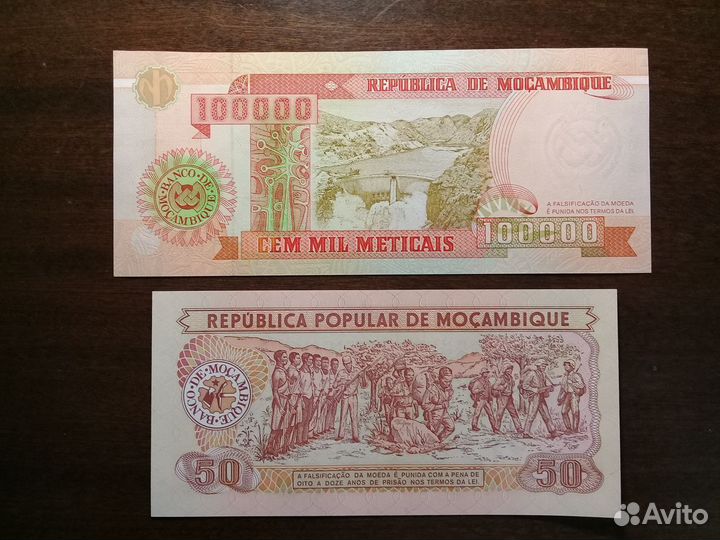 REPÚBLICA DE MOÇAMBIQUE
100000
BANCO·DE·MOÇAMBIQUE
A FALSIFICAÇÃO DA MOEDA
É PUNIDA NOS TERMOS DA LEI.
CEM MIL METICAIS
100000
REPÚBLICA POPULAR DE MOÇAMBIQUE
BANCO·DE·MOÇAMBIQUE
50
A FALSIFICAÇÃO DA MOEDA É PUNIDA COM A PENA DE
OITO A DOZE ANOS DE PRISÃO NOS TERMOS DA LEI.
50
Avito